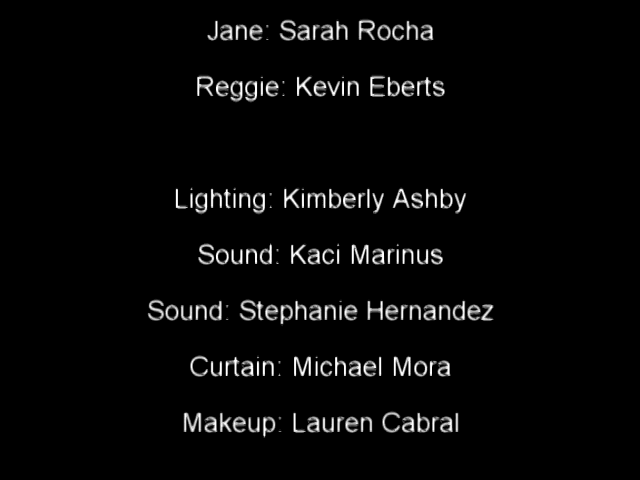 Jane: Sarah Rocha
Reggie: Kevin Eberts
Lighting: Kimberly Ashby
Sound: Kaci Marinus
Sound: Stephanie Hernandez
Curtain: Michael Mora
Makeup: Lauren Cabral